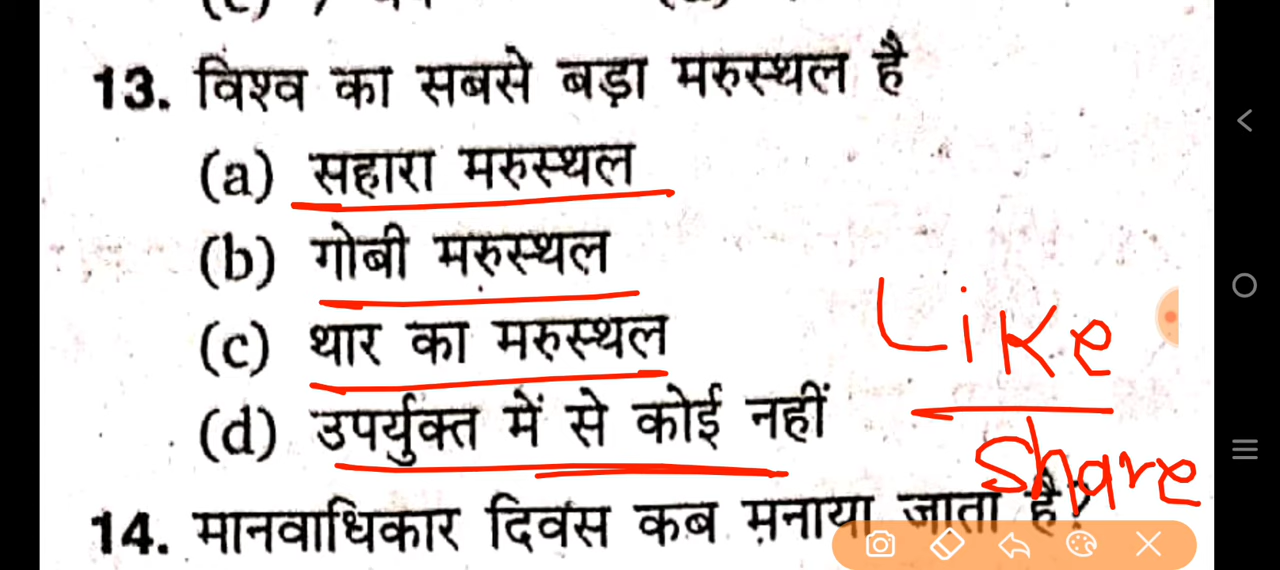 13. विश्व का सबसे बड़ा मरुस्थल है
(a) सहारा मरुस्थल
(b) गोबी मरुस्थल
(c) थार का मरुस्थल
(d) उपर्युक्त में से कोई नहीं
Like
Share
14. मानवाधिकार दिवस कब मनाया जाता है?